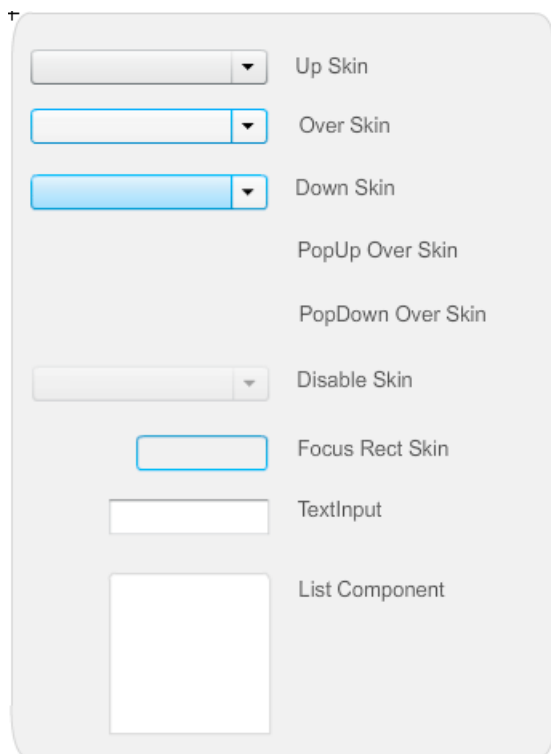 Up Skin
Over Skin
Down Skin
PopUp Over Skin
PopDown Over Skin
Disable Skin
Focus Rect Skin
TextInput
List Component